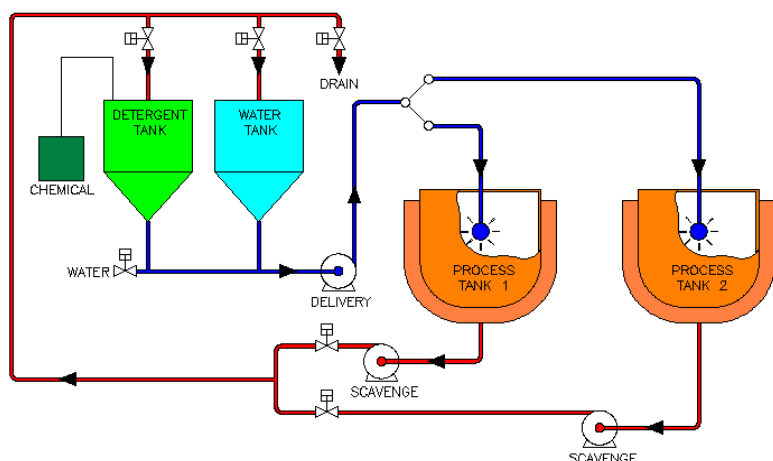 DRAIN
DETERGENT
TANK
WATER
TANK
CHEMICAL
WATER
DELIVERY
PROCESS
TANK 1
PROCESS
TANK 2
SCAVENGE
SCAVENGE